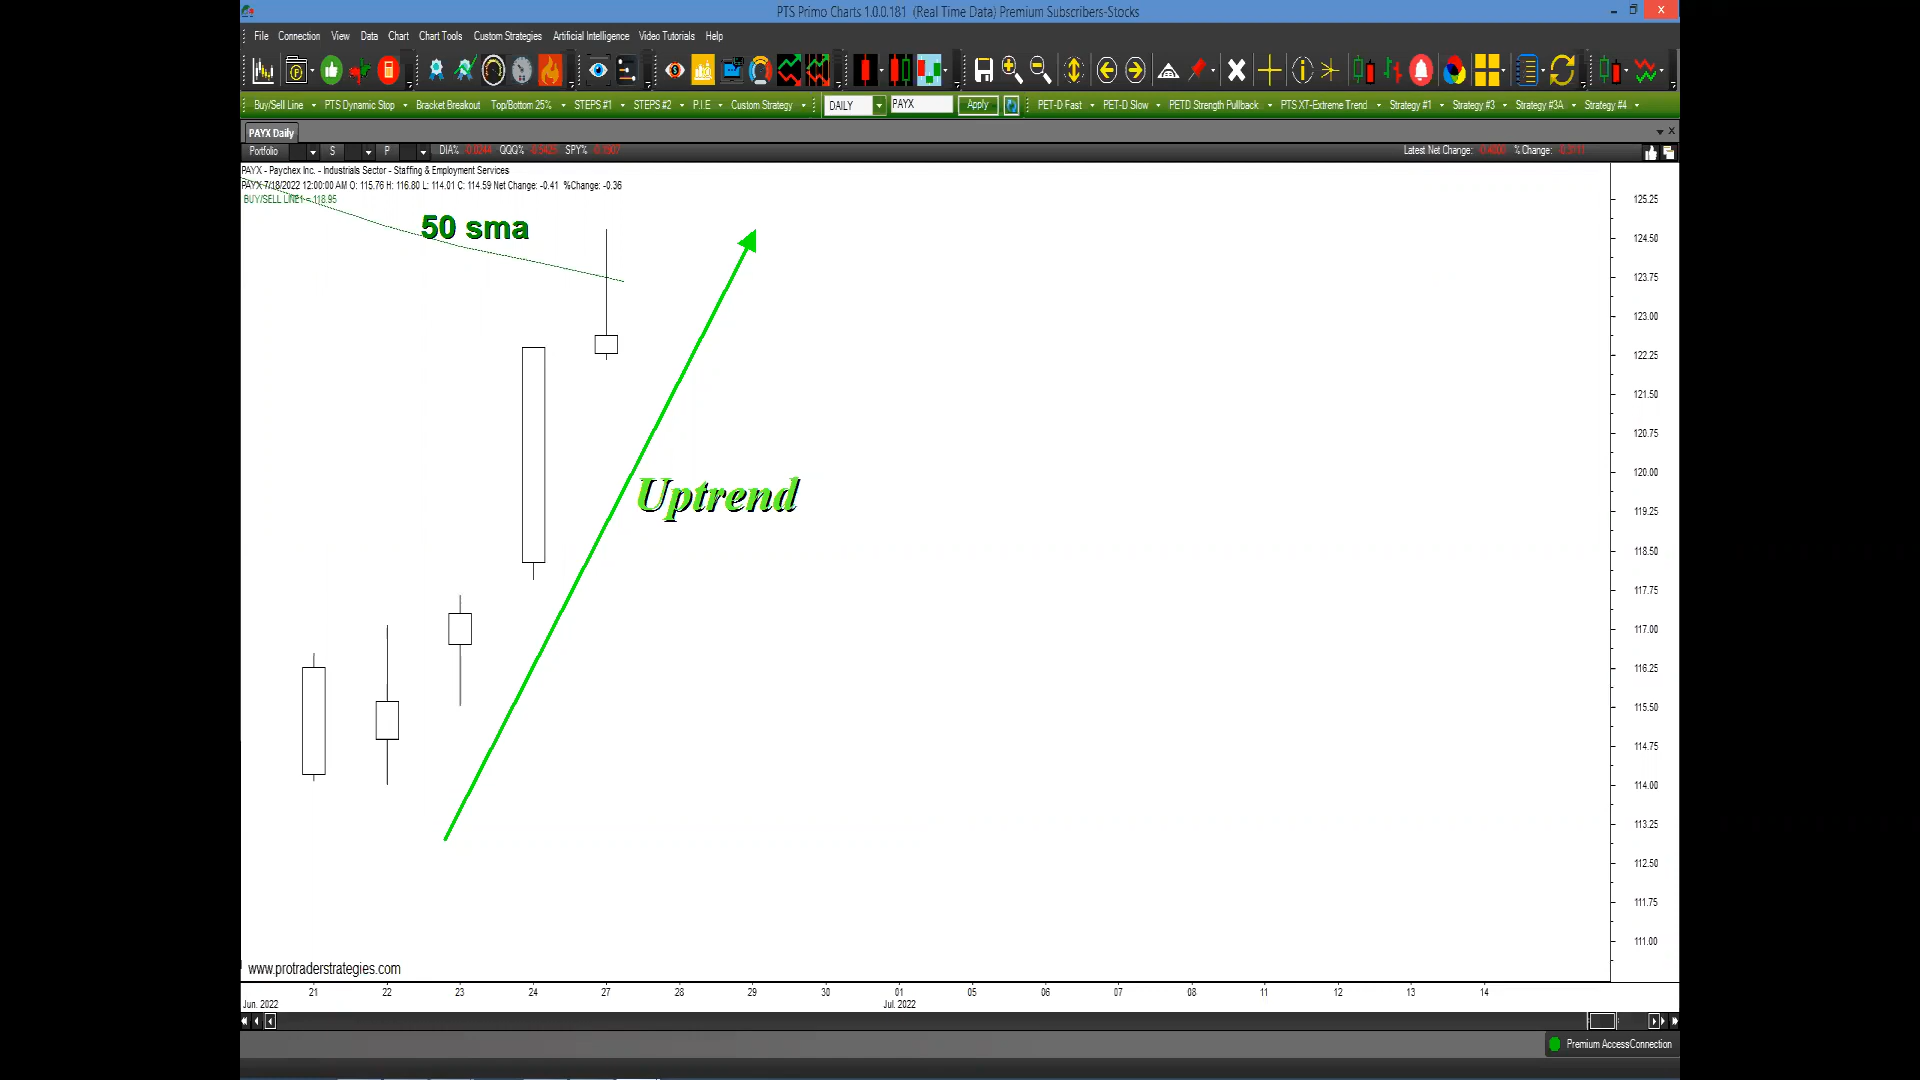 PTS Primo Charts 1.0.0.181 (Real Time Data) Premium Subscribers-Stocks
File Connection View Data Chart Chart Tools Custom Strategies Artificial Intelligence Video Tutorials Help
Buy/Sell Line PTS Dynamic Stop Bracket Breakout Top/Bottom 25% STEPS #1 STEPS #2 P.I.E Custom Strategy DAILY PAYX Apply PET-D Fast PET-D Slow PETD Strength Pullback PTS XT-Extreme Trend Strategy #1 Strategy #3 Strategy #3A Strategy #4
PAYX Daily
Portfolio S P DIA% -0.0244 QQQ% SPY% Latest Net Change: % Change:
PAYX - Paychex Inc. - Industrials Sector - Staffing & Employment Services
PAYX 7/18/2022 12:00:00 AM O: 115.76 H: 116.80 L: 114.01 C: 114.59 Net Change: -0.41 %Change: -0.36
BUY/SELL LINE1 = 118.95
50 sma
Uptrend
125.25
124.50
123.75
123.00
122.25
121.50
120.75
120.00
119.25
118.50
117.75
117.00
116.25
115.50
114.75
114.00
113.25
112.50
111.75
111.00
www.protraderstrategies.com
21 22 23 24 27 28 29 30 01 05 06 07 08 11 12 13 14
Jun. 2022 Jul. 2022
Premium AccessConnection